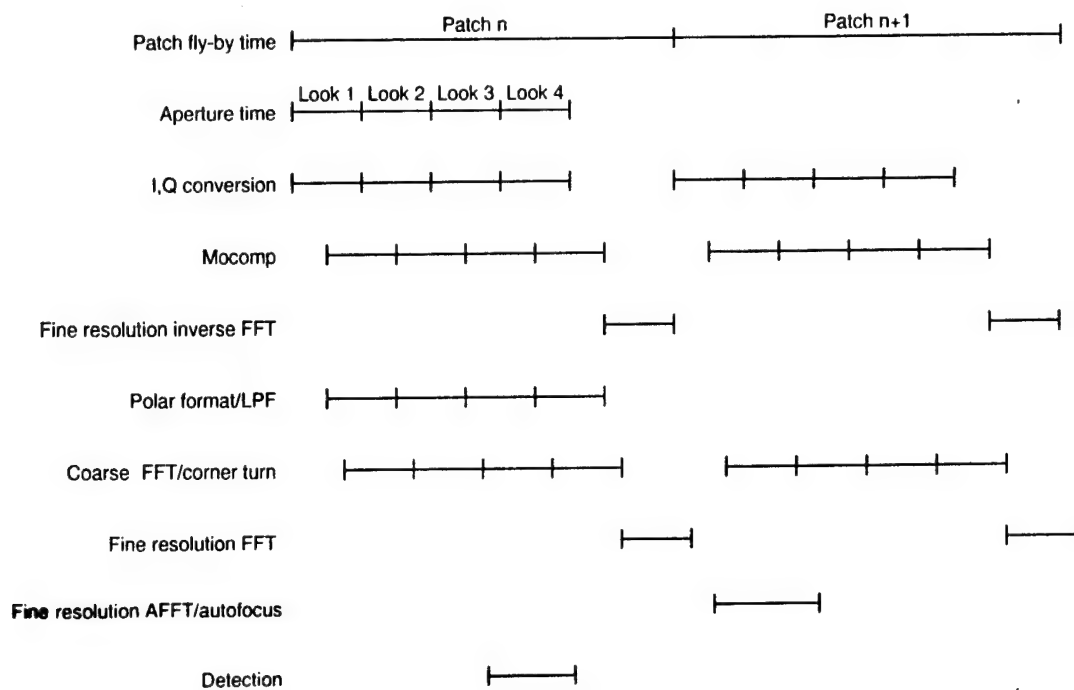 Patch n
Patch n+1
Patch fly-by time
Look 1 Look 2 Look 3 Look 4
Aperture time
I,Q conversion
Mocomp
Fine resolution inverse FFT
Polar format/LPF
Coarse FFT/corner turn
Fine resolution FFT
Fine resolution AFFT/autofocus
Detection